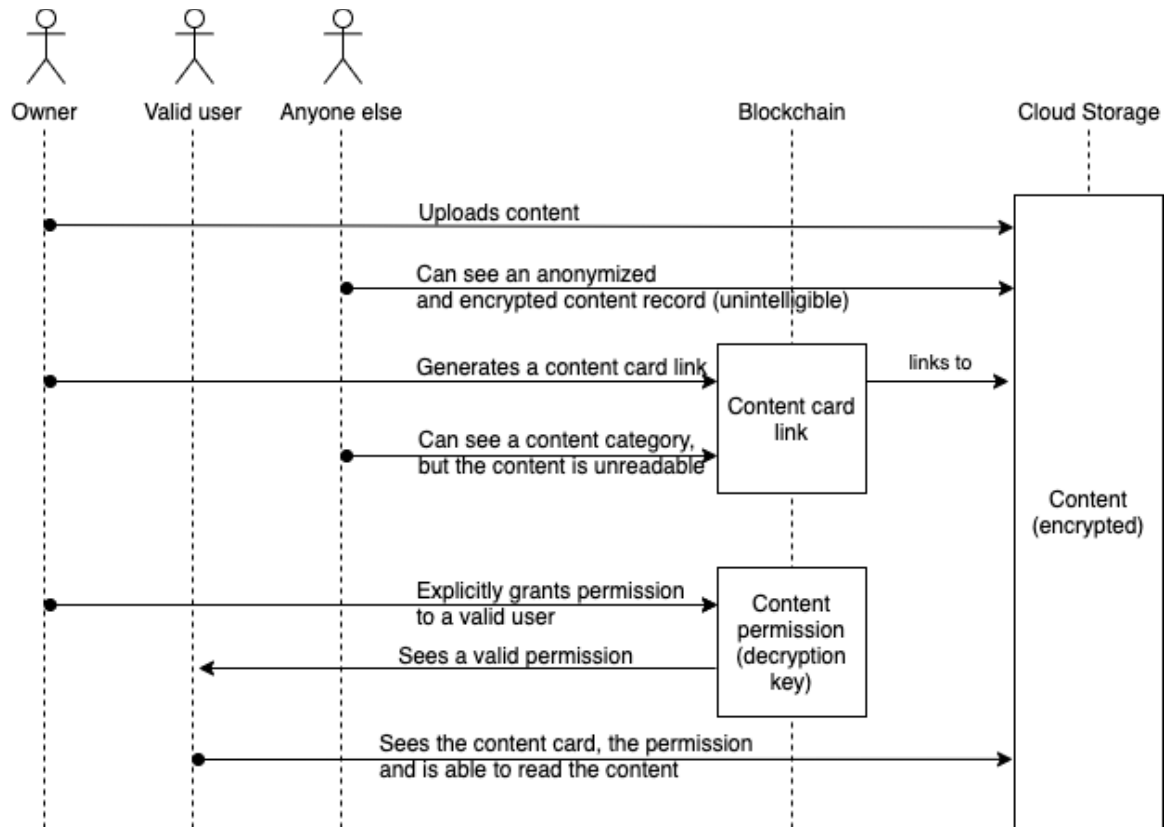 Owner
Valid user
Anyone else
Blockchain
Cloud Storage
Uploads content
Can see an anonymized
and encrypted content record (unintelligible)
Generates a content card link
links to
Content card
link
Can see a content category,
but the content is unreadable
Content
(encrypted)
Explicitly grants permission
to a valid user
Content
permission
(decryption
key)
Sees a valid permission
Sees the content card, the permission
and is able to read the content